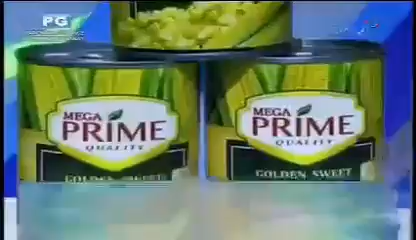 PG
MEGA
PRIME
QUALITY
GOLDEN SWEET
MEGA
PRIME
QUALITY
GOLDEN SWEET